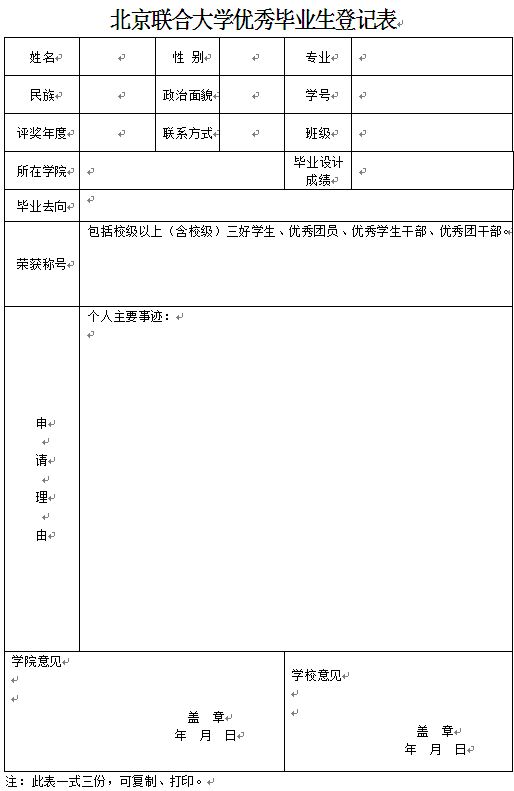 北京联合大学优秀毕业生登记表
姓名 性 别 专业
民族 政治面貌 学号
评奖年度 联系方式 班级
所在学院 毕业设计
成绩
毕业去向
荣获称号 包括校级以上（含校级）三好学生、优秀团员、优秀学生干部、优秀团干部。
个人主要事迹：
申
请
理
由
学院意见
盖 章
年 月 日
学校意见
盖 章
年 月 日
注：此表一式三份，可复制、打印。